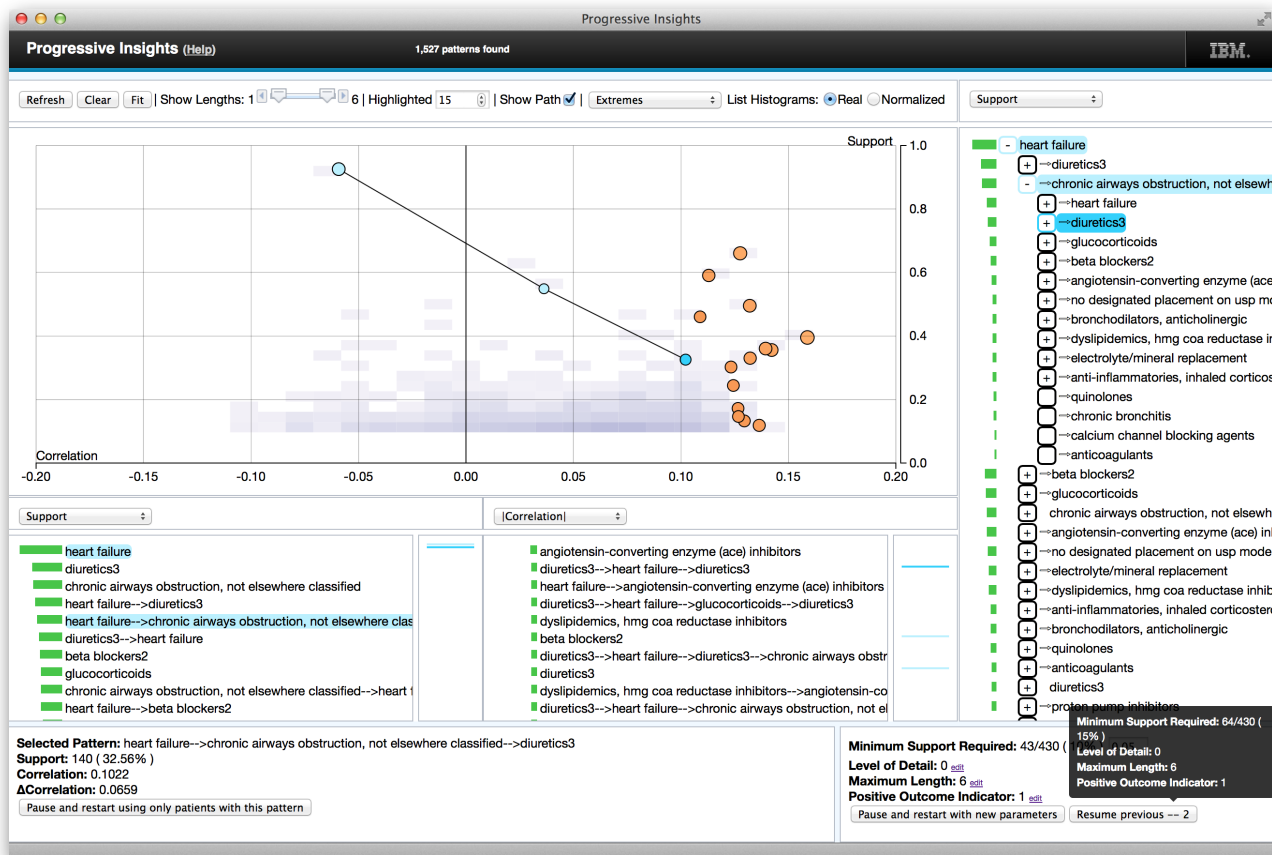 Progressive Insights
Progressive Insights (Help)
1,527 patterns found
IBM.
Refresh Clear Fit | Show Lengths: 1 6 | Highlighted 15 | Show Path | Extremes List Histograms: Real Normalized
Support
Support
1.0
0.8
0.6
0.4
0.2
0.0
Correlation
-0.20 -0.15 -0.10 -0.05 0.00 0.05 0.10 0.15 0.20
- heart failure
+ ⇒diuretics3
- ⇒chronic airways obstruction, not elsewh
+ ⇒heart failure
+ ⇒diuretics3
+ ⇒glucocorticoids
+ ⇒beta blockers2
+ ⇒angiotensin-converting enzyme (ace
+ ⇒no designated placement on usp mo
+ ⇒bronchodilators, anticholinergic
+ ⇒dyslipidemics, hmg coa reductase in
+ ⇒electrolyte/mineral replacement
+ ⇒anti-inflammatories, inhaled corticos
⇒quinolones
⇒chronic bronchitis
⇒calcium channel blocking agents
⇒anticoagulants
+ ⇒beta blockers2
+ ⇒glucocorticoids
+ chronic airways obstruction, not elsewh
+ ⇒angiotensin-converting enzyme (ace) inl
+ ⇒no designated placement on usp mode
+ ⇒electrolyte/mineral replacement
+ ⇒dyslipidemics, hmg coa reductase inhib
+ ⇒anti-inflammatories, inhaled corticoster
+ ⇒bronchodilators, anticholinergic
+ ⇒quinolones
+ ⇒anticoagulants
+ diuretics3
+ ⇒proton pump inhibitors
Support
heart failure
diuretics3
chronic airways obstruction, not elsewhere classified
heart failure-->diuretics3
heart failure-->chronic airways obstruction, not elsewhere clas
diuretics3-->heart failure
beta blockers2
glucocorticoids
chronic airways obstruction, not elsewhere classified-->heart f
heart failure-->beta blockers2
|Correlation|
angiotensin-converting enzyme (ace) inhibitors
diuretics3-->heart failure-->diuretics3
heart failure-->angiotensin-converting enzyme (ace) inhibitors
diuretics3-->heart failure-->glucocorticoids-->diuretics3
dyslipidemics, hmg coa reductase inhibitors
beta blockers2
diuretics3-->heart failure-->diuretics3-->chronic airways obstr
diuretics3
dyslipidemics, hmg coa reductase inhibitors-->angiotensin-co
diuretics3-->heart failure-->chronic airways obstruction, not el
Selected Pattern: heart failure-->chronic airways obstruction, not elsewhere classified-->diuretics3
Support: 140 ( 32.56% )
Correlation: 0.1022
ΔCorrelation: 0.0659
Pause and restart using only patients with this pattern
Minimum Support Required: 43/430 ( 10% )
Level of Detail: 0 edit
Maximum Length: 6 edit
Positive Outcome Indicator: 1 edit
Pause and restart with new parameters Resume previous -- 2
Minimum Support Required: 64/430 (
15% )
Level of Detail: 0
Maximum Length: 6
Positive Outcome Indicator: 1